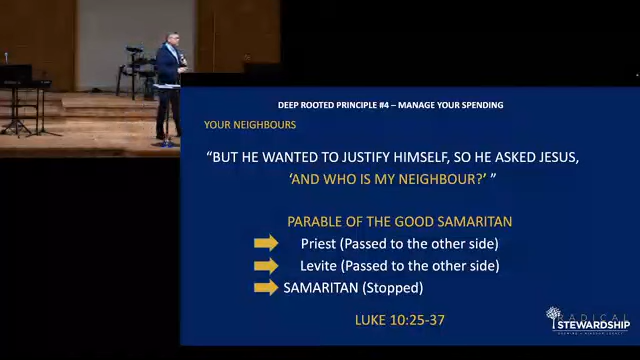 DEEP ROOTED PRINCIPLE #4 – MANAGE YOUR SPENDING
YOUR NEIGHBOURS
“BUT HE WANTED TO JUSTIFY HIMSELF, SO HE ASKED JESUS,
‘AND WHO IS MY NEIGHBOUR?’ ”
PARABLE OF THE GOOD SAMARITAN
Priest (Passed to the other side)
Levite (Passed to the other side)
SAMARITAN (Stopped)
LUKE 10:25-37
RADICAL
STEWARDSHIP